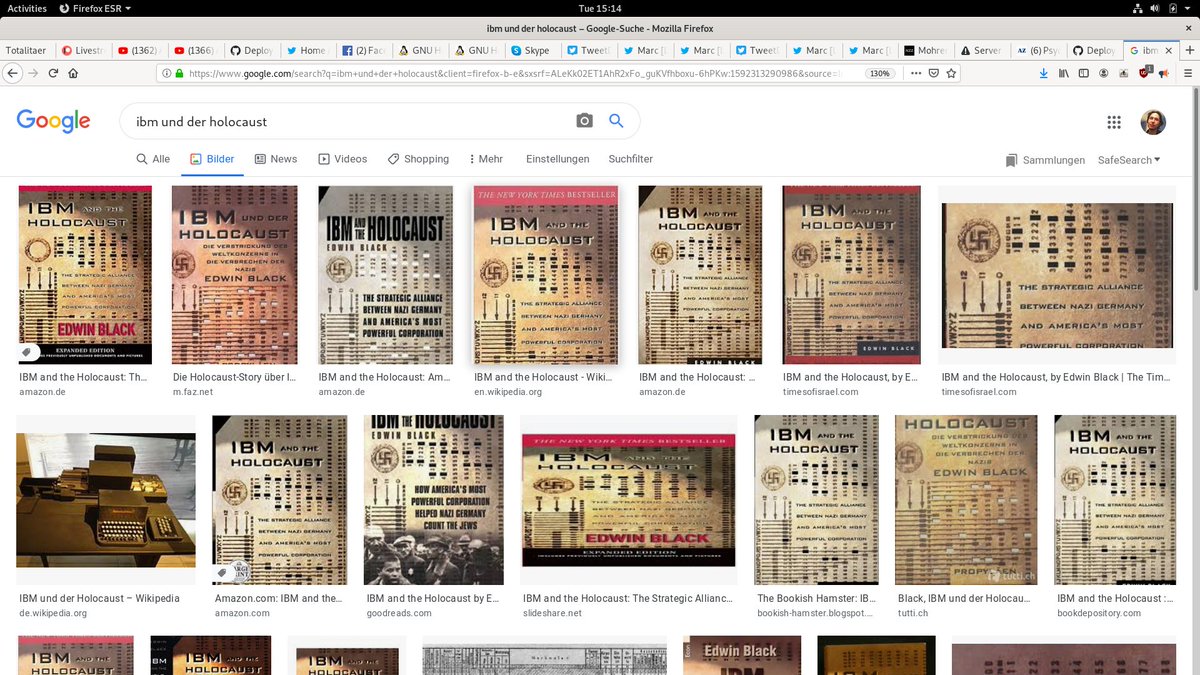 Activities
Firefox ESR
Tue 15:14
ibm und der holocaust – Google-Suche - Mozilla Firefox
Totalitaer
Livestr
(1362)
(1366)
Deploy
Home
(2) Fac
GNU H
GNU H
Skype
Tweet
Marc [
Marc [
Tweet
Marc [
Marc [
Mohre
Server
(6) Psy
Deploy
ibm
https://www.google.com/search?q=ibm+und+der+holocaust&client=firefox-b-e&sxsrf=ALeKk02ET1AhR2xFo_guKVfhboxu-6hPKw:1592313290986&source=
130%
Google
ibm und der holocaust
Alle
Bilder
News
Videos
Shopping
Mehr
Einstellungen
Suchfilter
Sammlungen
SafeSearch
IBM AND THE
HOLOCAUST
THE STRATEGIC ALLIANCE
BETWEEN NAZI GERMANY
AND AMERICA'S MOST
POWERFUL CORPORATION
EDWIN BLACK
EXPANDED EDITION
IBM UND DER
HOLOCAUST
DIE VERSTRICKUNG DES
WELTKONZERNS IN
DIE VERBRECHEN DER
NAZIS
EDWIN BLACK
IBM AND THE HOLOCAUST
EDWIN BLACK
THE STRATEGIC ALLIANCE
BETWEEN NAZI GERMANY
AND AMERICA'S MOST
POWERFUL CORPORATION
THE NEW YORK TIMES BESTSELLER
IBM AND THE
HOLOCAUST
THE STRATEGIC ALLIANCE
BETWEEN NAZI GERMANY
AND AMERICA'S MOST
POWERFUL CORPORATION
IBM AND THE
HOLOCAUST
THE STRATEGIC ALLIANCE
BETWEEN NAZI GERMANY
AND AMERICA'S MOST
POWERFUL CORPORATION
EDWIN BLACK
IBM AND THE
HOLOCAUST
THE STRATEGIC ALLIANCE
BETWEEN NAZI GERMANY
AND AMERICA'S MOST
POWERFUL CORPORATION
EDWIN BLACK
THE STRATEGIC ALLIANCE
BETWEEN NAZI GERMANY
AND AMERICA'S MOST
POWERFUL CORPORATION
IBM and the Holocaust: Th...
amazon.de
Die Holocaust-Story über I...
m.faz.net
IBM and the Holocaust: Am...
amazon.de
IBM and the Holocaust - Wiki...
en.wikipedia.org
IBM and the Holocaust: ...
amazon.de
IBM and the Holocaust, by E...
timesofisrael.com
IBM and the Holocaust, by Edwin Black | The Tim...
timesofisrael.com
IBM AND THE
HOLOCAUST
THE STRATEGIC ALLIANCE
BETWEEN NAZI GERMANY
AND AMERICA'S MOST
POWERFUL CORPORATION
THE HOLOCAUST
EDWIN BLACK
HOW AMERICA'S MOST
POWERFUL CORPORATION
HELPED NAZI GERMANY
COUNT THE JEWS
THE NEW YORK TIMES BESTSELLER
IBM AND THE
HOLOCAUST
THE STRATEGIC ALLIANCE
BETWEEN NAZI GERMANY
AND AMERICA'S MOST
POWERFUL CORPORATION
EDWIN BLACK
EXPANDED EDITION
IBM AND THE
HOLOCAUST
THE STRATEGIC ALLIANCE
BETWEEN NAZI GERMANY
AND AMERICA'S MOST
POWERFUL CORPORATION
HOLOCAUST
DIE VERSTRICKUNG DES
WELTKONZERNS IN
DIE VERBRECHEN DER
NAZIS
EDWIN BLACK
tutti.ch
IBM AND THE
HOLOCAUST
THE STRATEGIC ALLIANCE
BETWEEN NAZI GERMANY
AND AMERICA'S MOST
POWERFUL CORPORATION
IBM und der Holocaust – Wikipedia
de.wikipedia.org
Amazon.com: IBM and the...
amazon.com
IBM and the Holocaust by E...
goodreads.com
IBM and the Holocaust: The Strategic Allianc...
slideshare.net
The Bookish Hamster: IB...
bookish-hamster.blogspot....
Black, IBM und der Holocau...
tutti.ch
IBM and the Holocaust :...
bookdepository.com
IBM AND THE
IBM AND THE
IBM AND THE
Edwin Black